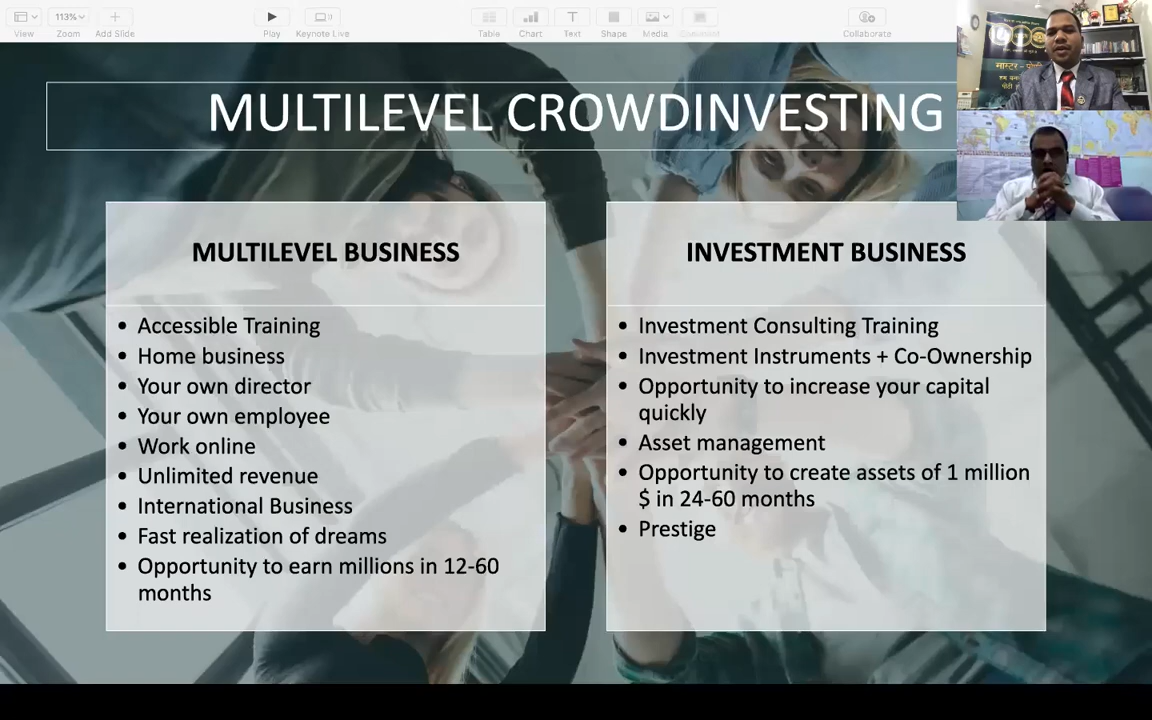 113%
View
Zoom
Add Slide
Play
Keynote Live
Table
Chart
Text
Shape
Media
Comment
Collaborate
मास्टर - प्रोग्रा
MULTILEVEL CROWDINVESTING
MULTILEVEL BUSINESS
• Accessible Training
• Home business
• Your own director
• Your own employee
• Work online
• Unlimited revenue
• International Business
• Fast realization of dreams
• Opportunity to earn millions in 12-60
months
INVESTMENT BUSINESS
• Investment Consulting Training
• Investment Instruments + Co-Ownership
• Opportunity to increase your capital
quickly
• Asset management
• Opportunity to create assets of 1 million
$ in 24-60 months
• Prestige